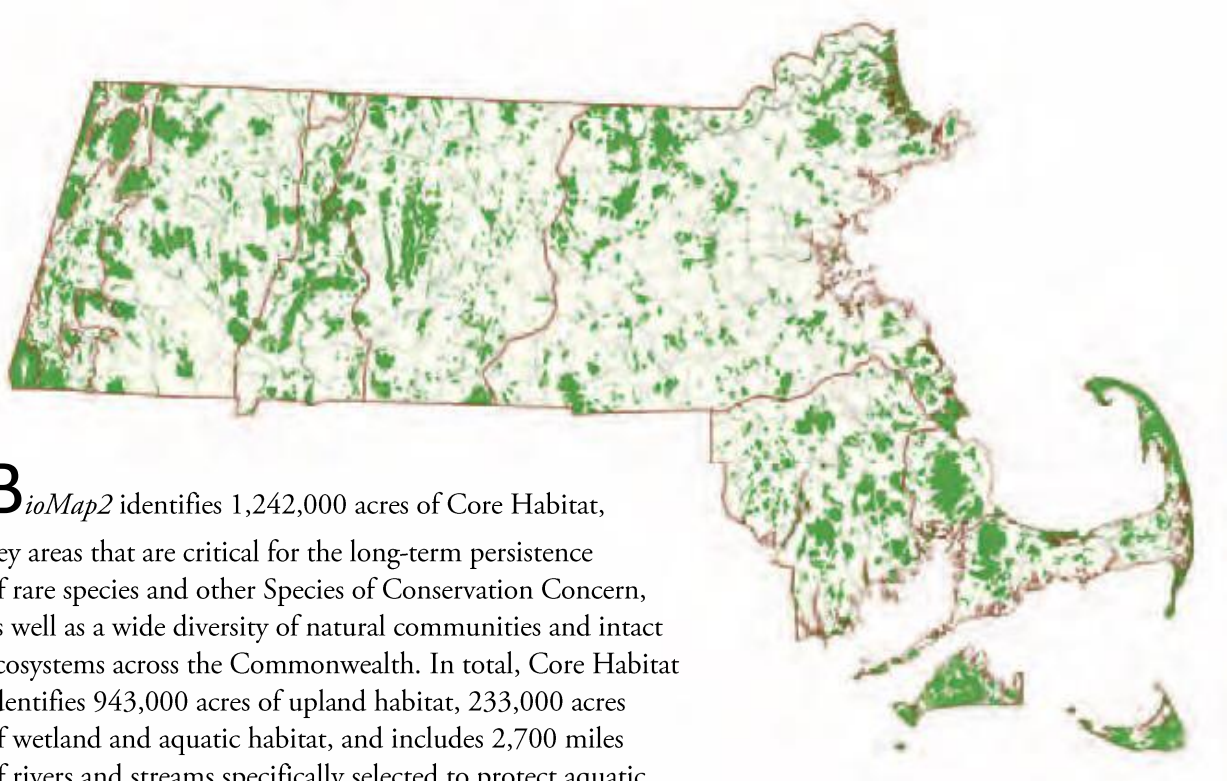 BioMap2 identifies 1,242,000 acres of Core Habitat,
ey areas that are critical for the long-term persistence
f rare species and other Species of Conservation Concern,
s well as a wide diversity of natural communities and intact
cosystems across the Commonwealth. In total, Core Habitat
dentifies 943,000 acres of upland habitat, 233,000 acres
f wetland and aquatic habitat, and includes 2,700 miles
f rivers and streams specifically selected to protect aquatic